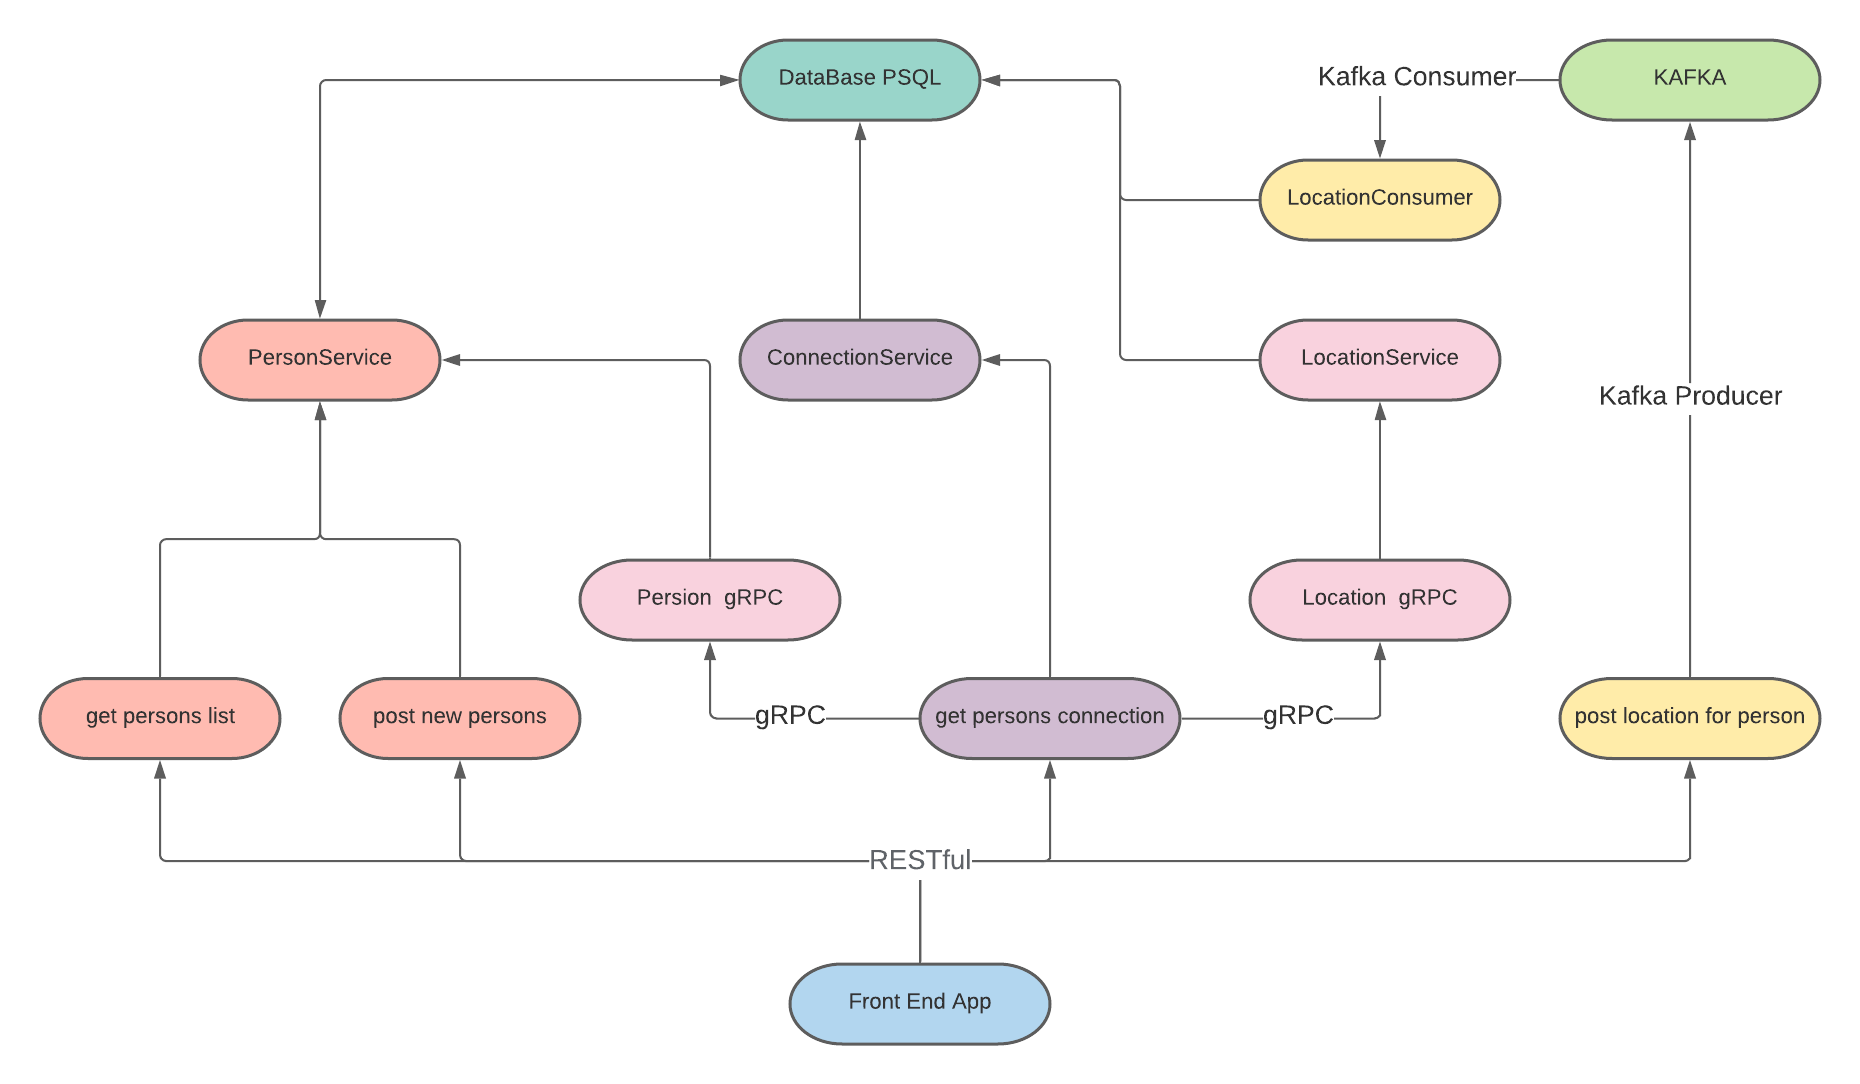 DataBase PSQL
Kafka Consumer
KAFKA
LocationConsumer
PersonService
ConnectionService
LocationService
Kafka Producer
Persion gRPC
Location gRPC
get persons list
post new persons
gRPC
get persons connection
gRPC
post location for person
RESTful
Front End App